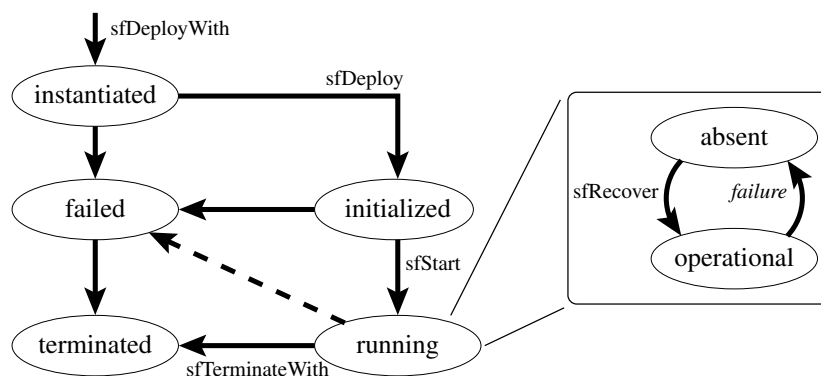 sfDeployWith
sfDeploy
instantiated
absent
sfRecover
failure
failed
initialized
operational
sfStart
terminated
running
sfTerminateWith